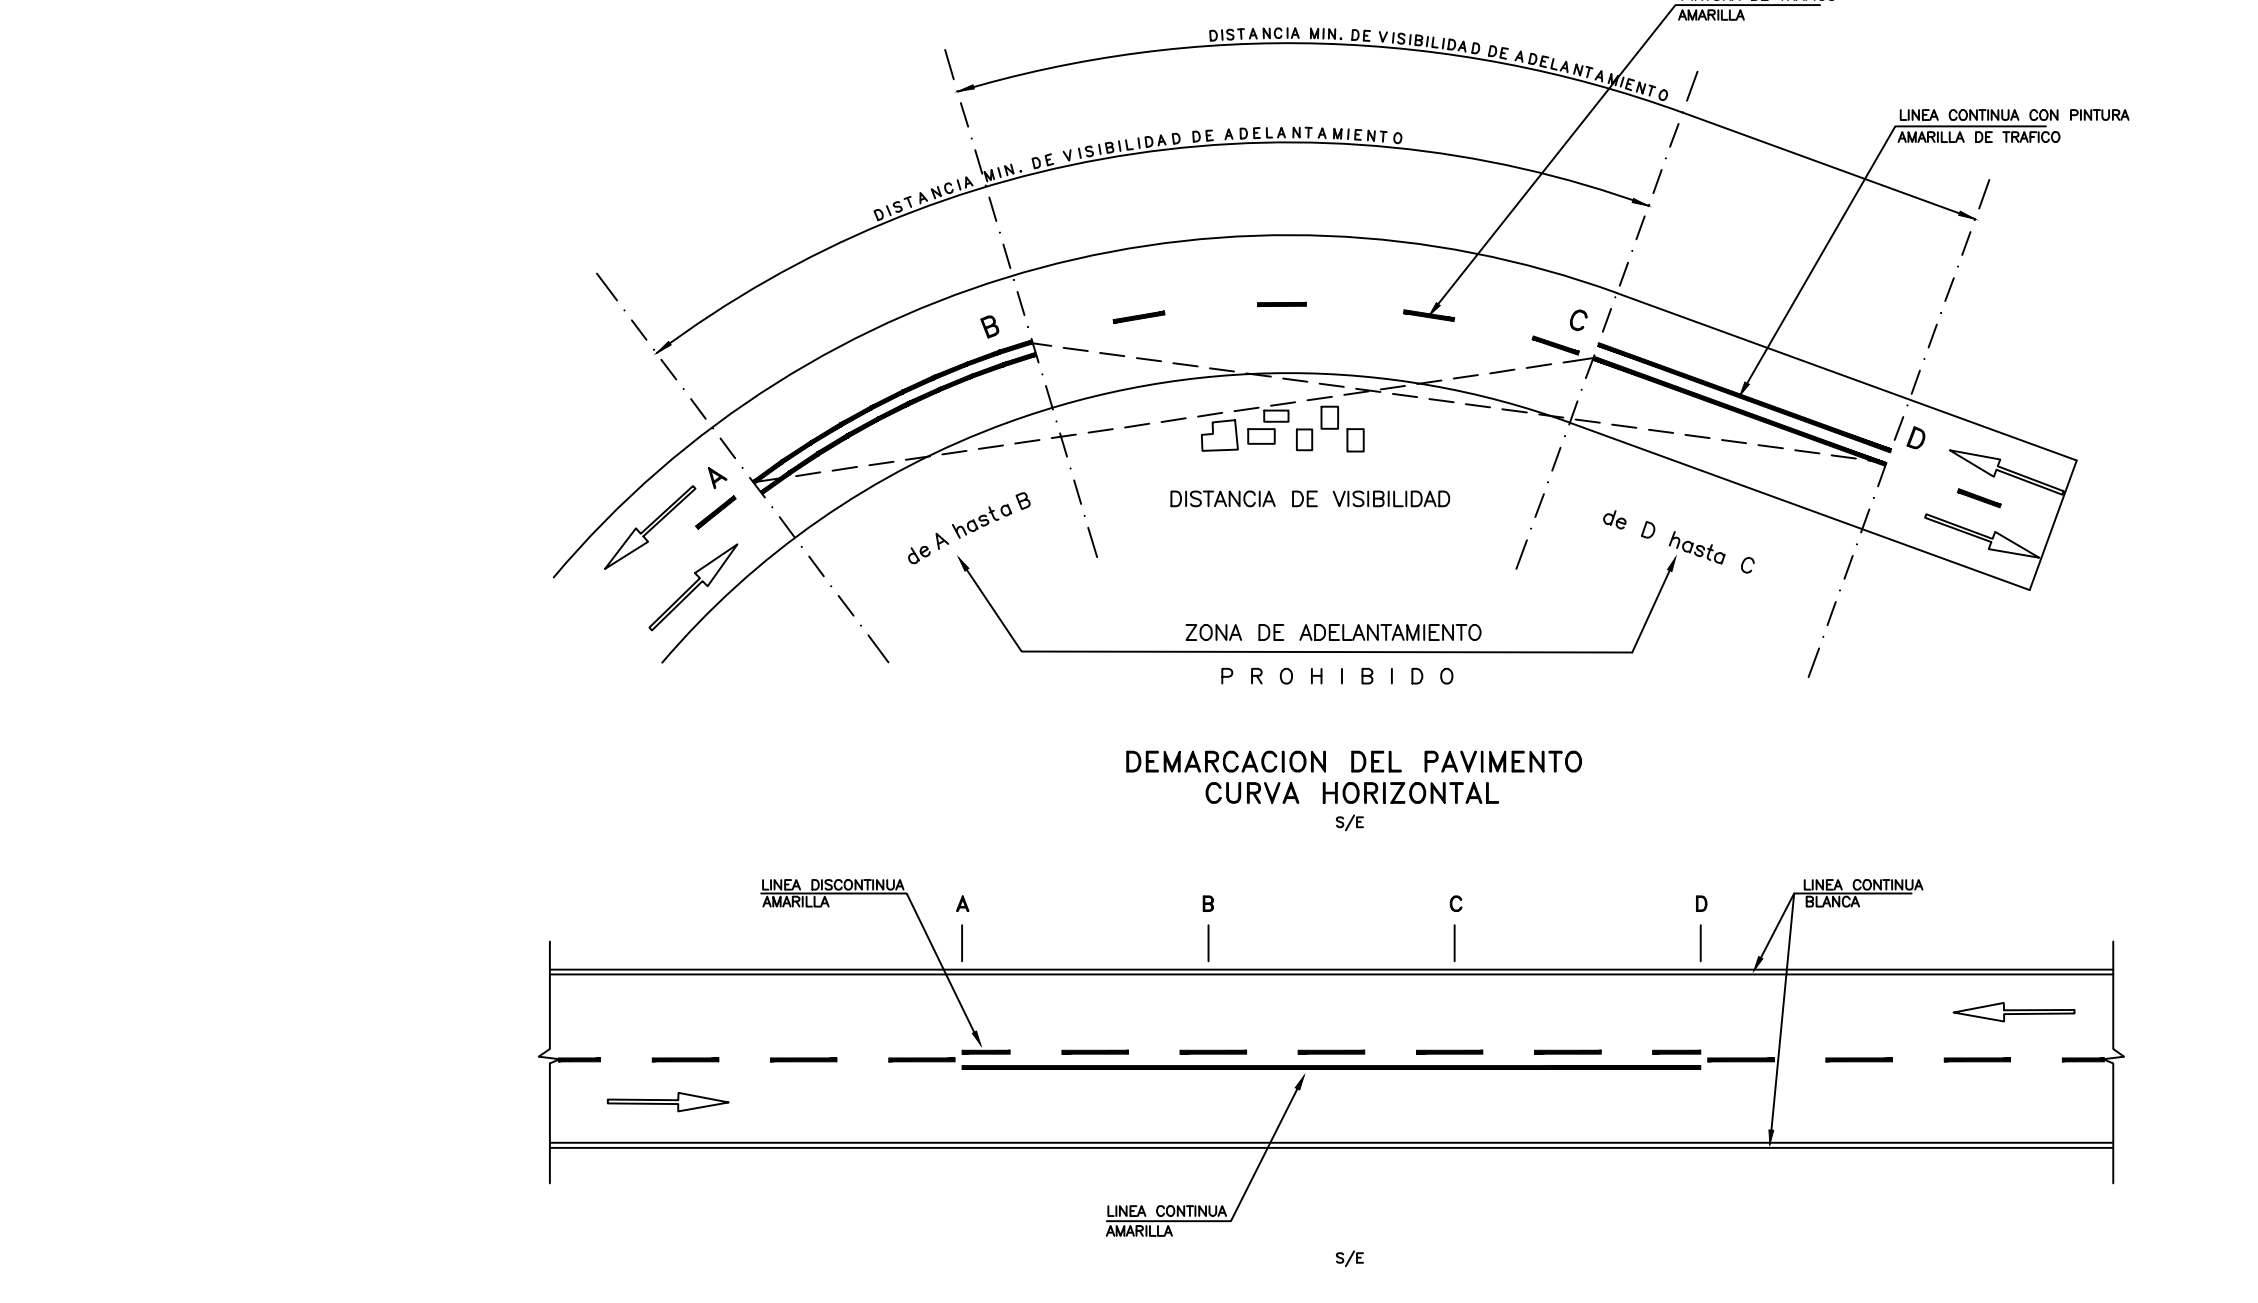 AMARILLA
DISTANCIA MIN. DE VISIBILIDAD DE ADELANTAMIENTO
LINEA CONTINUA CON PINTURA
AMARILLA DE TRAFICO
DISTANCIA MIN. DE VISIBILIDAD DE ADELANTAMIENTO
B
C
A
D
DISTANCIA DE VISIBILIDAD
de A hasta B
de D hasta C
ZONA DE ADELANTAMIENTO
PROHIBIDO
DEMARCACION DEL PAVIMENTO
CURVA HORIZONTAL
S/E
LINEA DISCONTINUA
AMARILLA
A
B
C
D
LINEA CONTINUA
BLANCA
LINEA CONTINUA
AMARILLA
S/E